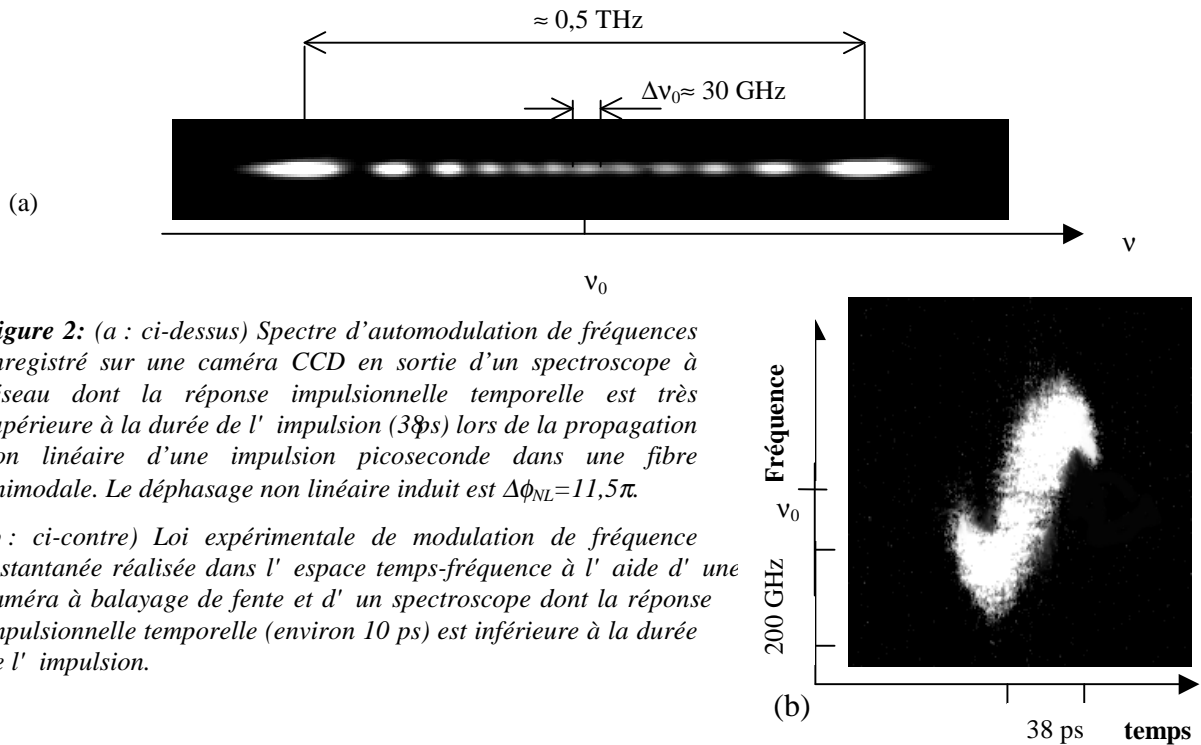 ≈ 0,5 THz
Δν₀≈ 30 GHz
(a)
ν
ν₀
igure 2: (a : ci-dessus) Spectre d'automodulation de fréquences
nregistré sur une caméra CCD en sortie d'un spectroscope à
seau dont la réponse impulsionnelle temporelle est très
upérieure à la durée de l' impulsion (38ps) lors de la propagation
on linéaire d'une impulsion picoseconde dans une fibre
nimodale. Le déphasage non linéaire induit est Δϕ_NL=11,5π.
: ci-contre) Loi expérimentale de modulation de fréquence
stantanée réalisée dans l' espace temps-fréquence à l' aide d' une
améra à balayage de fente et d' un spectroscope dont la réponse
mpulsionnelle temporelle (environ 10 ps) est inférieure à la durée
e l' impulsion.
Fréquence
ν₀
200 GHz
(b)
38 ps
temps